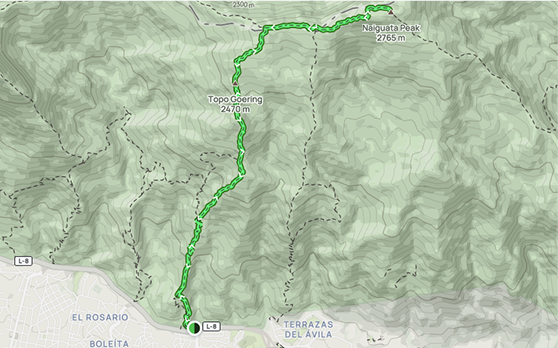 2300 m
Naiguatá Peak
2765 m
Topo Goering
2470 m
L-8
L-8
EL ROSARIO
TERRAZAS
DEL ÁVILA
BOLEÍTA